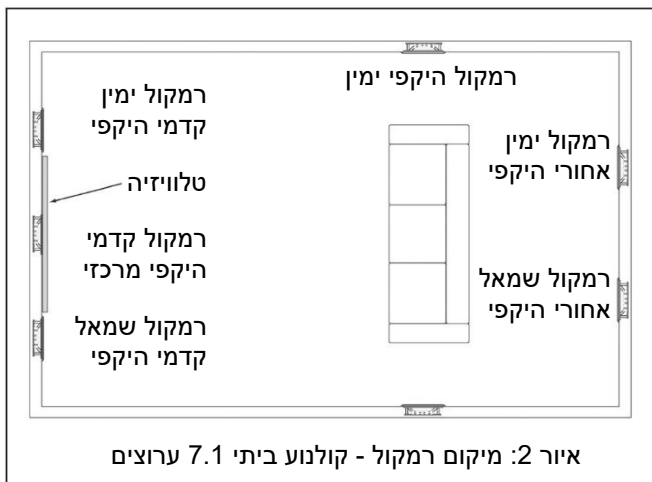 רמקול היקפי ימין
רמקול ימין
קדמי היקפי
רמקול ימין
אחורי היקפי
טלוויזיה
רמקול קדמי
היקפי מרכזי
רמקול שמאל
אחורי היקפי
רמקול שמאל
קדמי היקפי
איור 2: מיקום רמקול - קולנוע ביתי 7.1 ערוצים